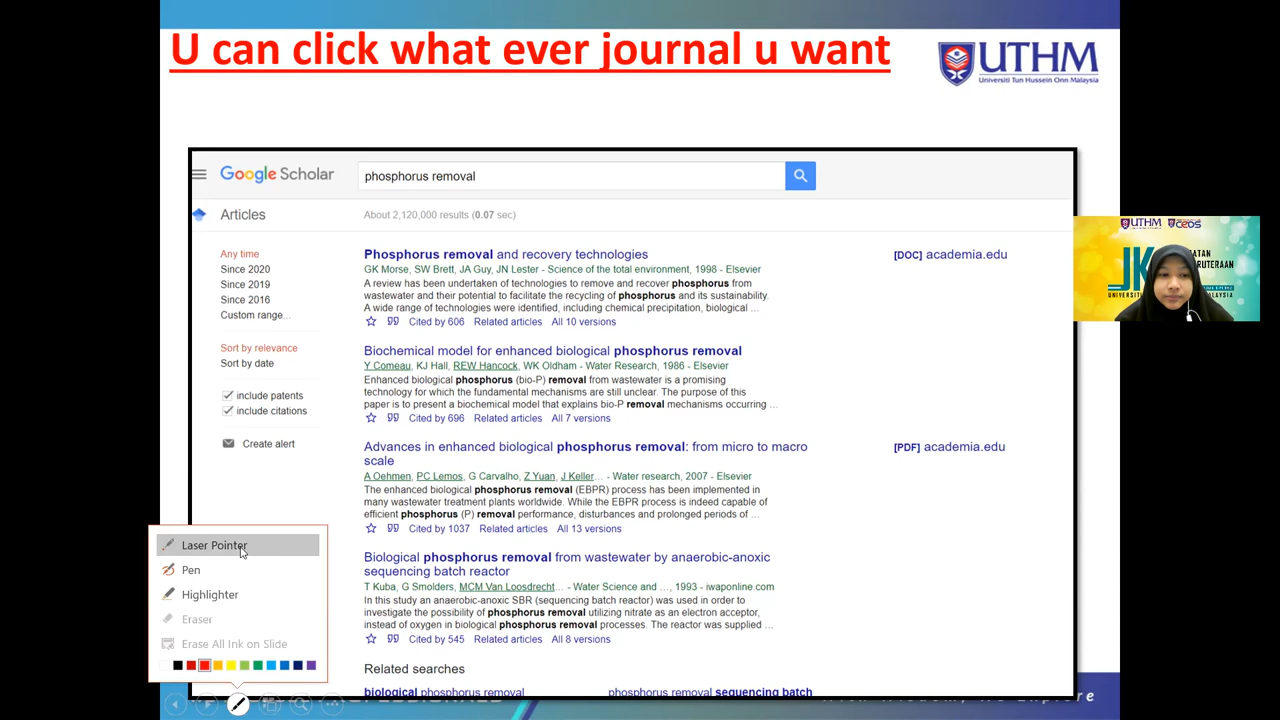 U can click what ever journal u want
UTHM
Universiti Tun Hussein Onn Malaysia
Google Scholar
phosphorus removal
Articles
About 2,120,000 results (0.07 sec)
Any time
Since 2020
Since 2019
Since 2016
Custom range...
Sort by relevance
Sort by date
include patents
include citations
Create alert
Phosphorus removal and recovery technologies
[DOC] academia.edu
GK Morse, SW Brett, JA Guy, JN Lester - Science of the total environment, 1998 - Elsevier
A review has been undertaken of technologies to remove and recover phosphorus from
wastewater and their potential to facilitate the recycling of phosphorus and its sustainability.
A wide range of technologies were identified, including chemical precipitation, biological ...
Cited by 606 Related articles All 10 versions
Biochemical model for enhanced biological phosphorus removal
Y Comeau, KJ Hall, REW Hancock, WK Oldham - Water Research, 1986 - Elsevier
Enhanced biological phosphorus (bio-P) removal from wastewater is a promising
technology for which the fundamental mechanisms are still unclear. The purpose of this
paper is to present a biochemical model that explains bio-P removal mechanisms occurring ...
Cited by 696 Related articles All 7 versions
Advances in enhanced biological phosphorus removal: from micro to macro
scale
[PDF] academia.edu
A Oehmen, PC Lemos, G Carvalho, Z Yuan, J Keller... - Water research, 2007 - Elsevier
The enhanced biological phosphorus removal (EBPR) process has been implemented in
many wastewater treatment plants worldwide. While the EBPR process is indeed capable of
efficient phosphorus (P) removal performance, disturbances and prolonged periods of ...
Cited by 1037 Related articles All 13 versions
Biological phosphorus removal from wastewater by anaerobic-anoxic
sequencing batch reactor
T Kuba, G Smolders, MCM Van Loosdrecht... - Water Science and ..., 1993 - iwaponline.com
In this study an anaerobic-anoxic SBR (sequencing batch reactor) was used in order to
investigate the possibility of phosphorus removal utilizing nitrate as an electron acceptor,
instead of oxygen in biological phosphorus removal processes. The reactor was supplied ...
Cited by 545 Related articles All 8 versions
Related searches
biological phosphorus removal
phosphorus removal sequencing batch
Laser Pointer
Pen
Highlighter
Eraser
Erase All Ink on Slide
UTHM
CEOS